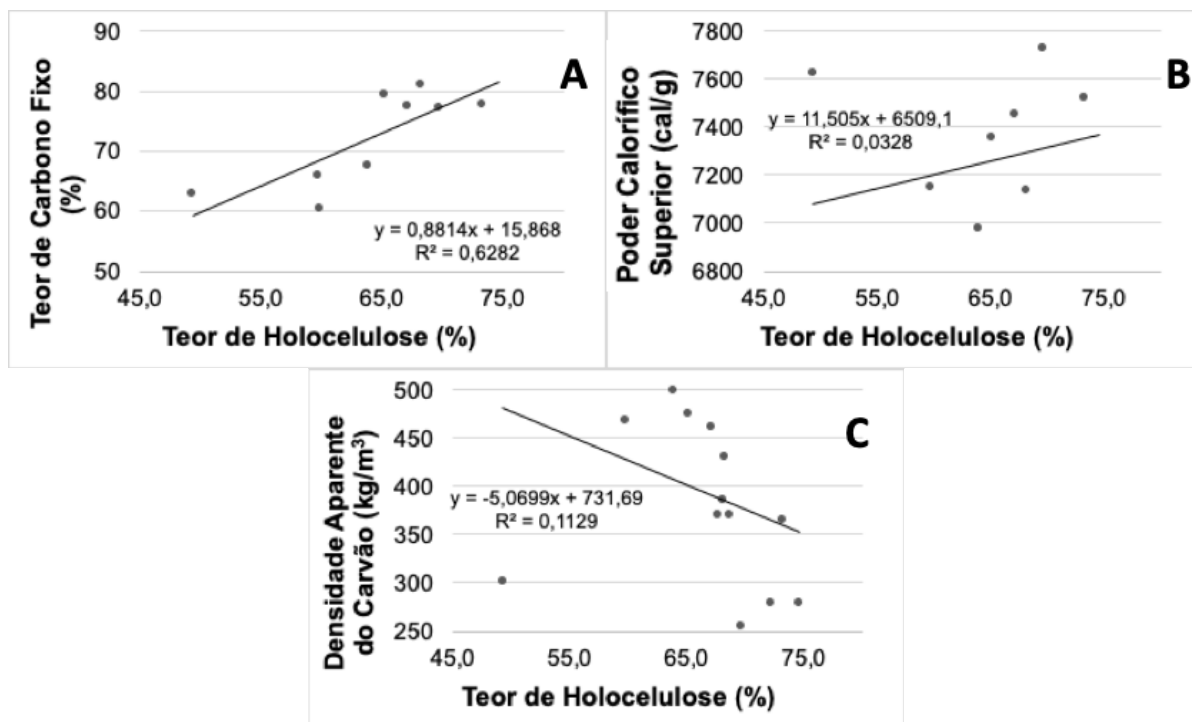 90
80
70
60
50
Teor de Carbono Fixo
(%)
A
y = 0,8814x + 15,868
R² = 0,6282
45,0 55,0 65,0 75,0
Teor de Holocelulose (%)
7800
7600
7400
7200
7000
6800
Poder Calorífico
Superior (cal/g)
B
y = 11,505x + 6509,1
R² = 0,0328
45,0 55,0 65,0 75,0
Teor de Holocelulose (%)
500
450
400
350
300
250
Densidade Aparente
do Carvão (kg/m³)
C
y = -5,0699x + 731,69
R² = 0,1129
45,0 55,0 65,0 75,0
Teor de Holocelulose (%)